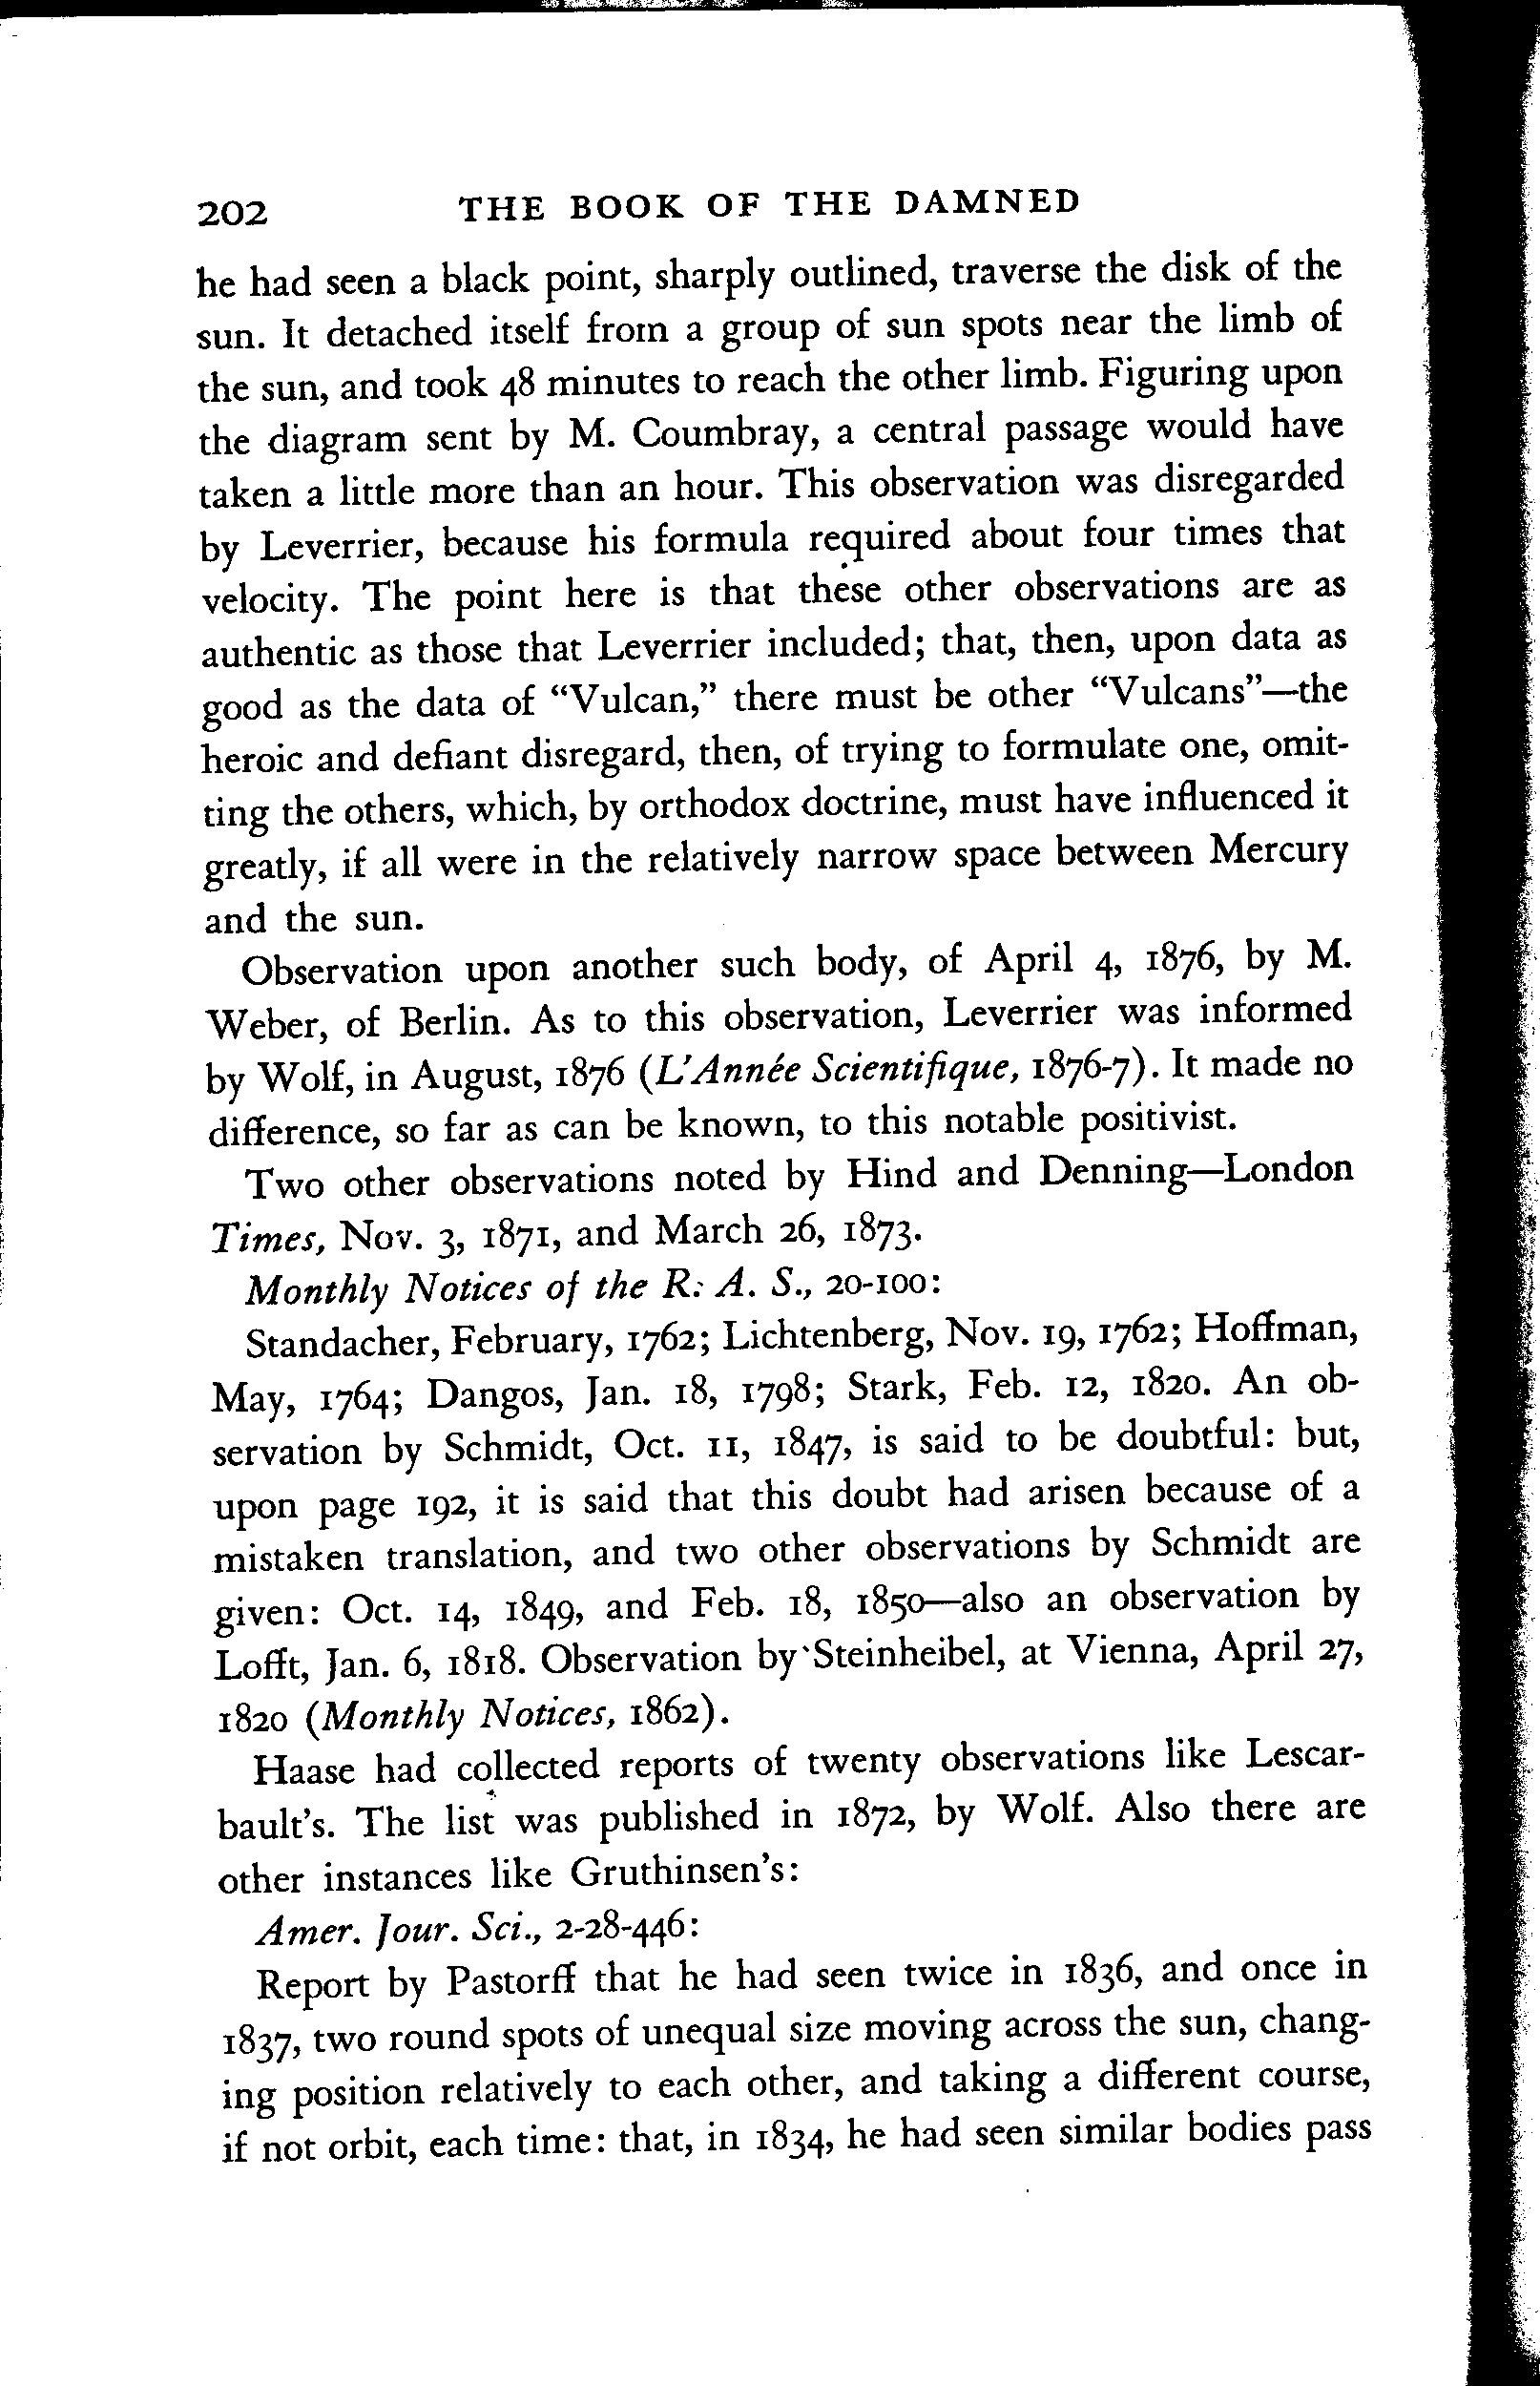 202 THE BOOK OF THE DAMNED
he had seen a black point, sharply outlined, traverse the disk of the
sun. It detached itself from a group of sun spots near the limb of
the sun, and took 48 minutes to reach the other limb. Figuring upon
the diagram sent by M. Coumbray, a central passage would have
taken a little more than an hour. This observation was disregarded
by Leverrier, because his formula required about four times that
velocity. The point here is that these other observations are as
authentic as those that Leverrier included; that, then, upon data as
good as the data of “Vulcan,” there must be other “Vulcans”—the
heroic and defiant disregard, then, of trying to formulate one, omit-
ting the others, which, by orthodox doctrine, must have influenced it
greatly, if all were in the relatively narrow space between Mercury
and the sun.
Observation upon another such body, of April 4, 1876, by M.
Weber, of Berlin. As to this observation, Leverrier was informed
by Wolf, in August, 1876 (L’Année Scientifique, 1876-7). It made no
difference, so far as can be known, to this notable positivist.
Two other observations noted by Hind and Denning—London
Times, Nov. 3, 1871, and March 26, 1873.
Monthly Notices of the R. A. S., 20-100:
Standacher, February, 1762; Lichtenberg, Nov. 19, 1762; Hoffman,
May, 1764; Dangos, Jan. 18, 1798; Stark, Feb. 12, 1820. An ob-
servation by Schmidt, Oct. 11, 1847, is said to be doubtful: but,
upon page 192, it is said that this doubt had arisen because of a
mistaken translation, and two other observations by Schmidt are
given: Oct. 14, 1849, and Feb. 18, 1850—also an observation by
Lofft, Jan. 6, 1818. Observation by Steinheibel, at Vienna, April 27,
1820 (Monthly Notices, 1862).
Haase had collected reports of twenty observations like Lescar-
bault’s. The list was published in 1872, by Wolf. Also there are
other instances like Gruthinsen’s:
Amer. Jour. Sci., 2-28-446:
Report by Pastorff that he had seen twice in 1836, and once in
1837, two round spots of unequal size moving across the sun, chang-
ing position relatively to each other, and taking a different course,
if not orbit, each time: that, in 1834, he had seen similar bodies pass